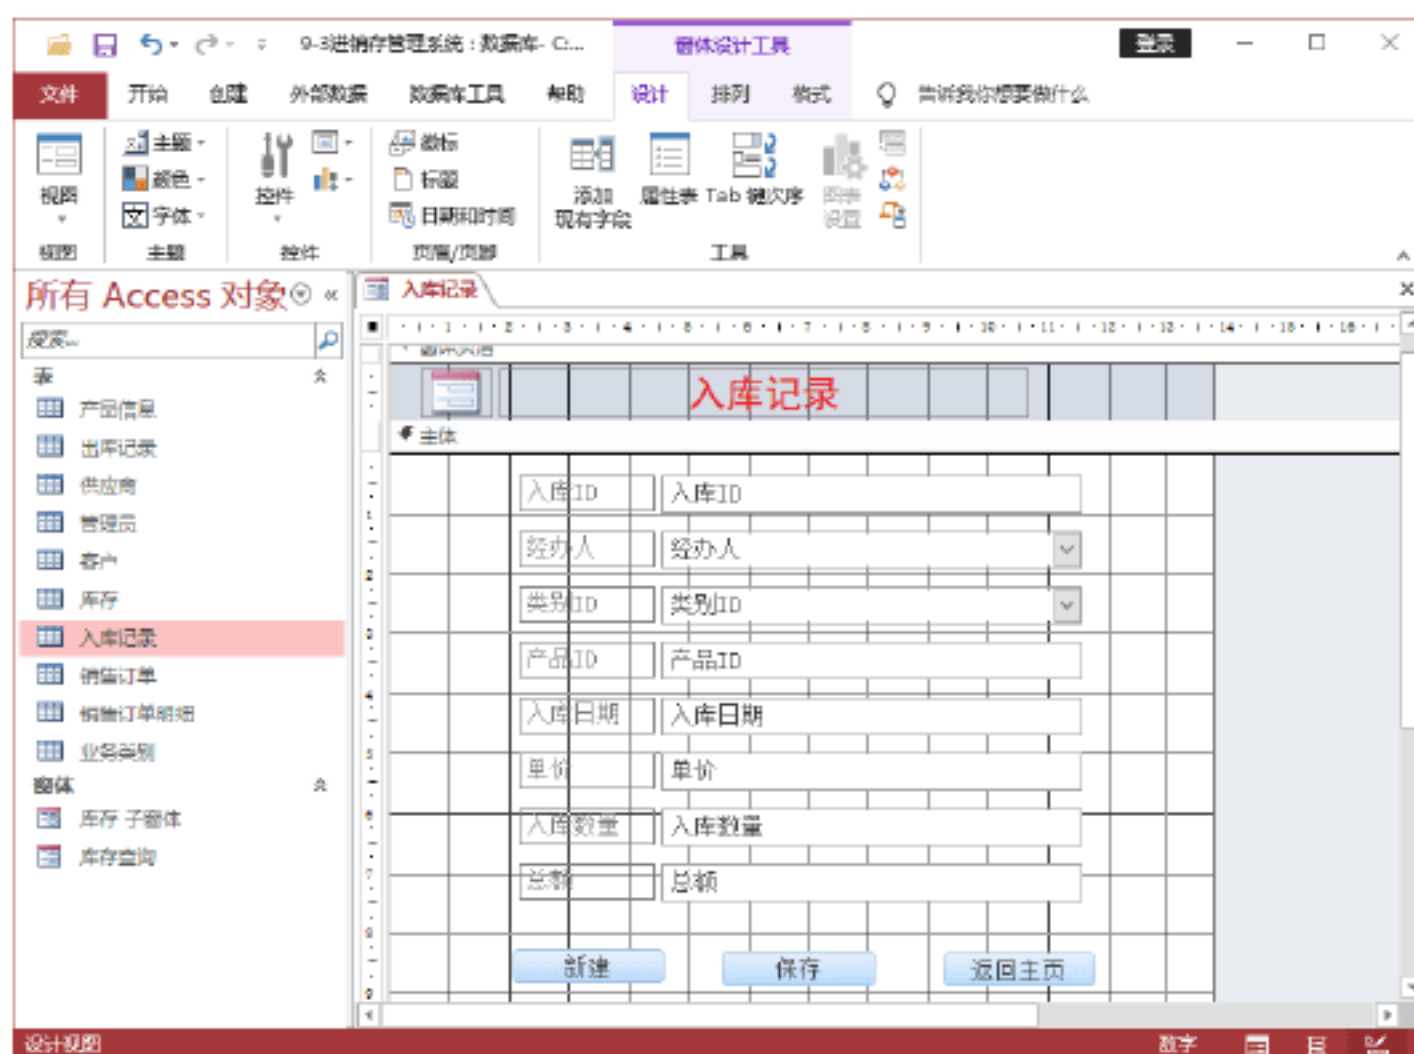 9-3进销存管理系统：数据库- C:...
窗体设计工具
登录
文件
开始
创建
外部数据
数据库工具
帮助
设计
排列
格式
告诉我你想要做什么
视图
主题
颜色
字体
控件
徽标
标题
日期和时间
添加
现有字段
属性表
Tab 键次序
图表
设置
视图
主题
控件
页眉/页脚
工具
所有 Access 对象
搜索...
表
产品信息
出库记录
供应商
管理员
客户
库存
入库记录
销售订单
销售订单明细
业务类别
窗体
库存 子窗体
库存查询
入库记录
窗体页眉
入库记录
主体
入库ID 入库ID
经办人 经办人
类别ID 类别ID
产品ID 产品ID
入库日期 入库日期
单价 单价
入库数量 入库数量
总额 总额
新建 保存 返回主页
设计视图
数字